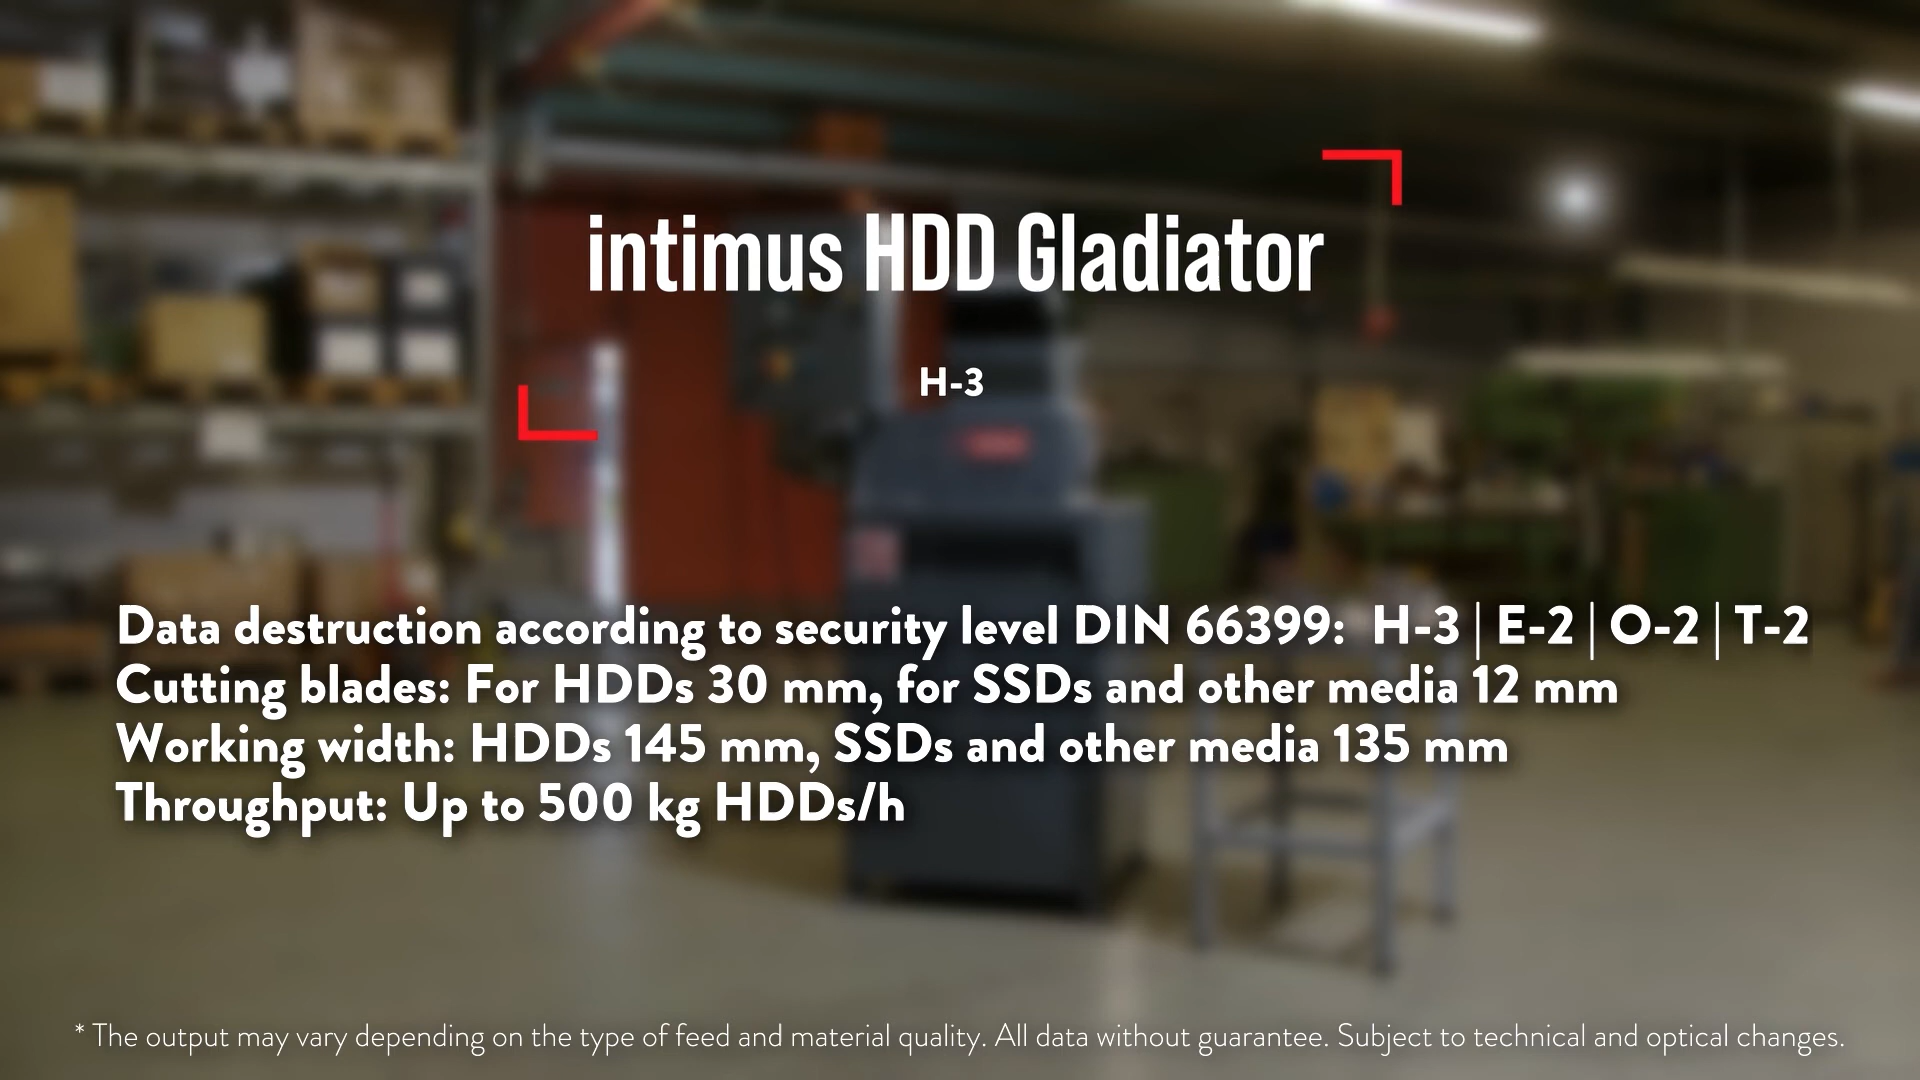 intimus HDD Gladiator
H-3
Data destruction according to security level DIN 66399: H-3 | E-2 | O-2 | T-2
Cutting blades: For HDDs 30 mm, for SSDs and other media 12 mm
Working width: HDDs 145 mm, SSDs and other media 135 mm
Throughput: Up to 500 kg HDDs/h
* The output may vary depending on the type of feed and material quality. All data without guarantee. Subject to technical and optical changes.